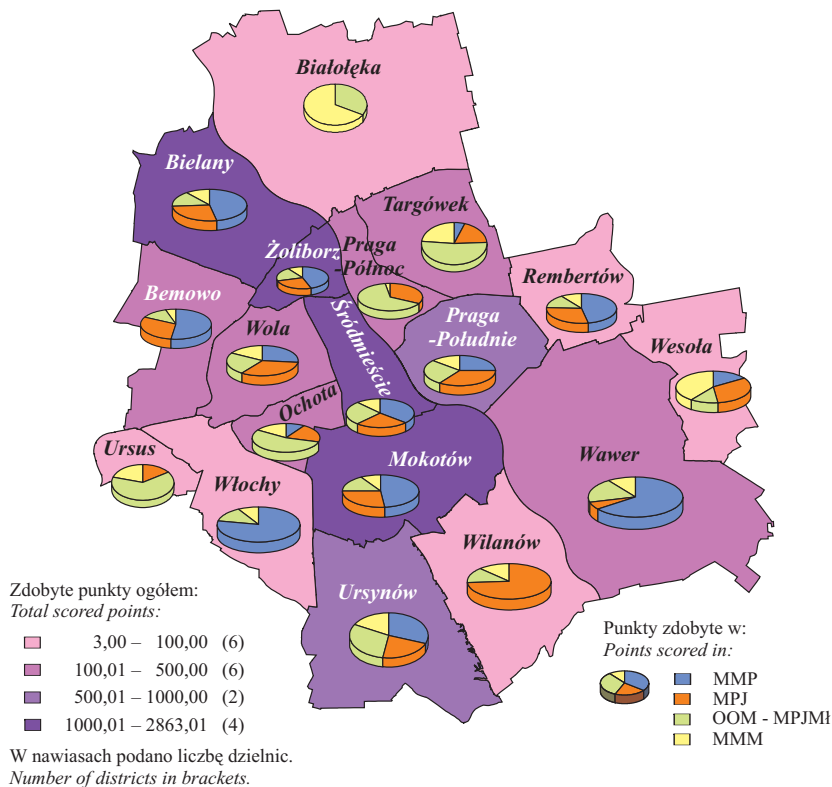 Białołęka
Bielany
Targówek
Żoliborz
Praga
-Północ
Rembertów
Bemowo
Praga
-Południe
Wola
Śródmieście
Wesoła
Ochota
Ursus
Włochy
Mokotów
Wawer
Wilanów
Ursynów
Zdobyte punkty ogółem:
Total scored points:
3,00 – 100,00 (6)
100,01 – 500,00 (6)
500,01 – 1000,00 (2)
1000,01 – 2863,01 (4)
W nawiasach podano liczbę dzielnic.
Number of districts in brackets.
Punkty zdobyte w:
Points scored in:
MMP
MPJ
OOM - MPJMł
MMM